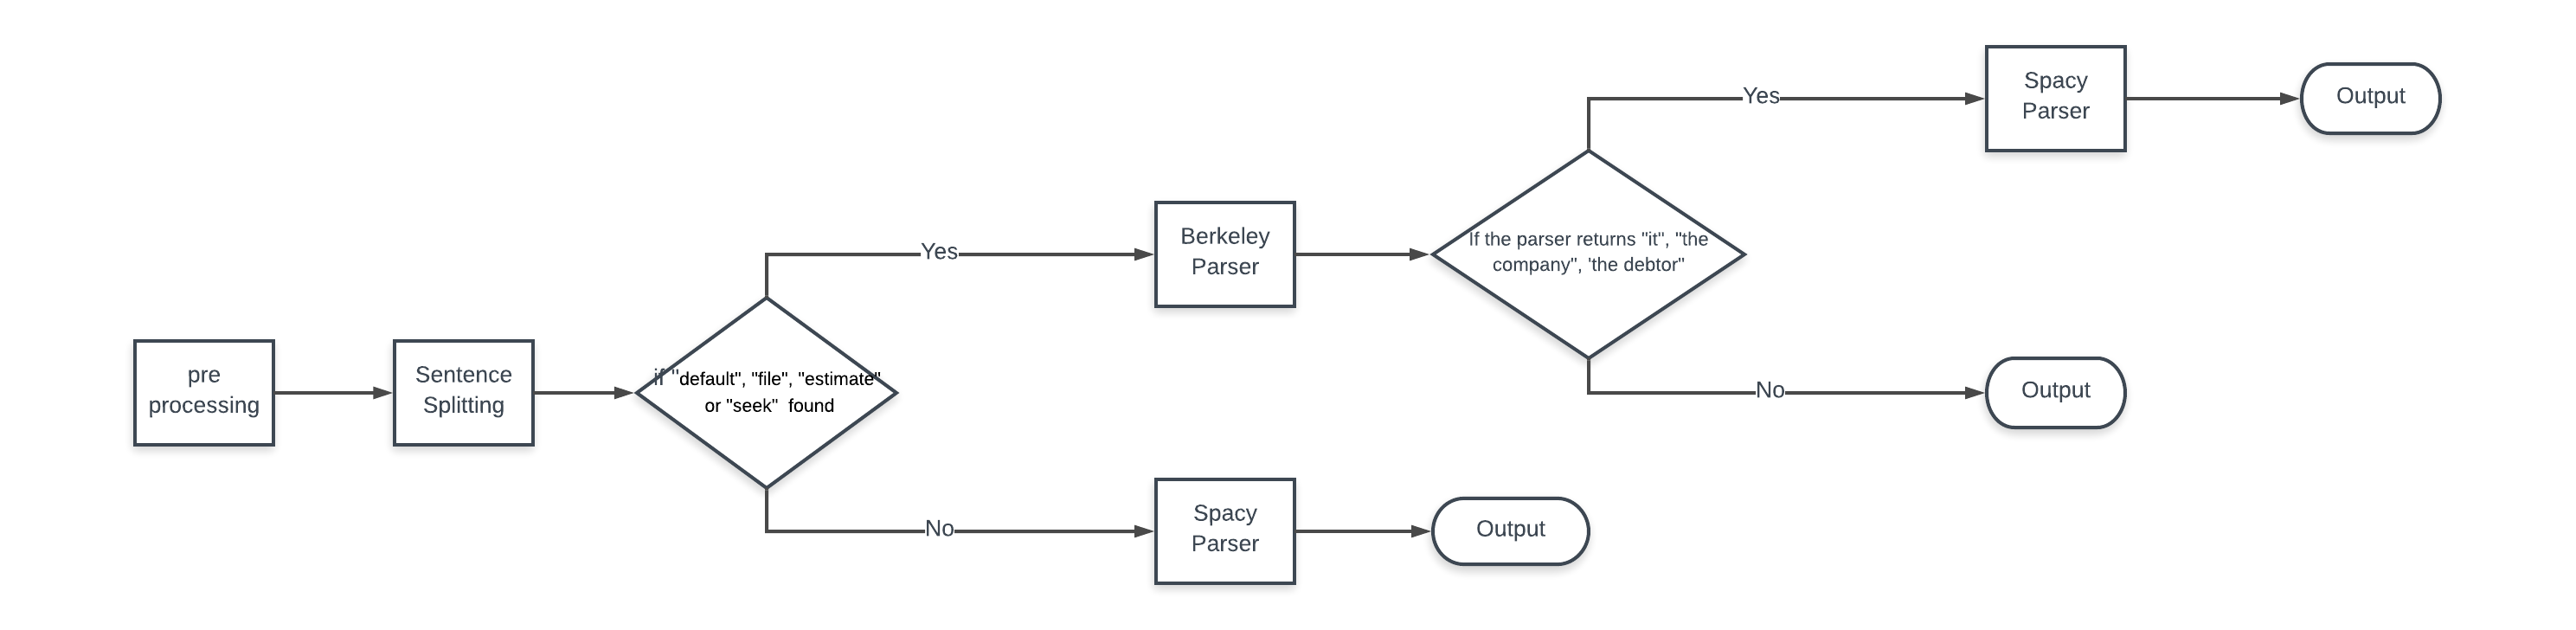 pre
processing
Sentence
Splitting
if "default", "file", "estimate"
or "seek"  found
Yes
No
Berkeley
Parser
Spacy
Parser
Output
If the parser returns "it", "the
company", 'the debtor"
Yes
No
Spacy
Parser
Output
Output